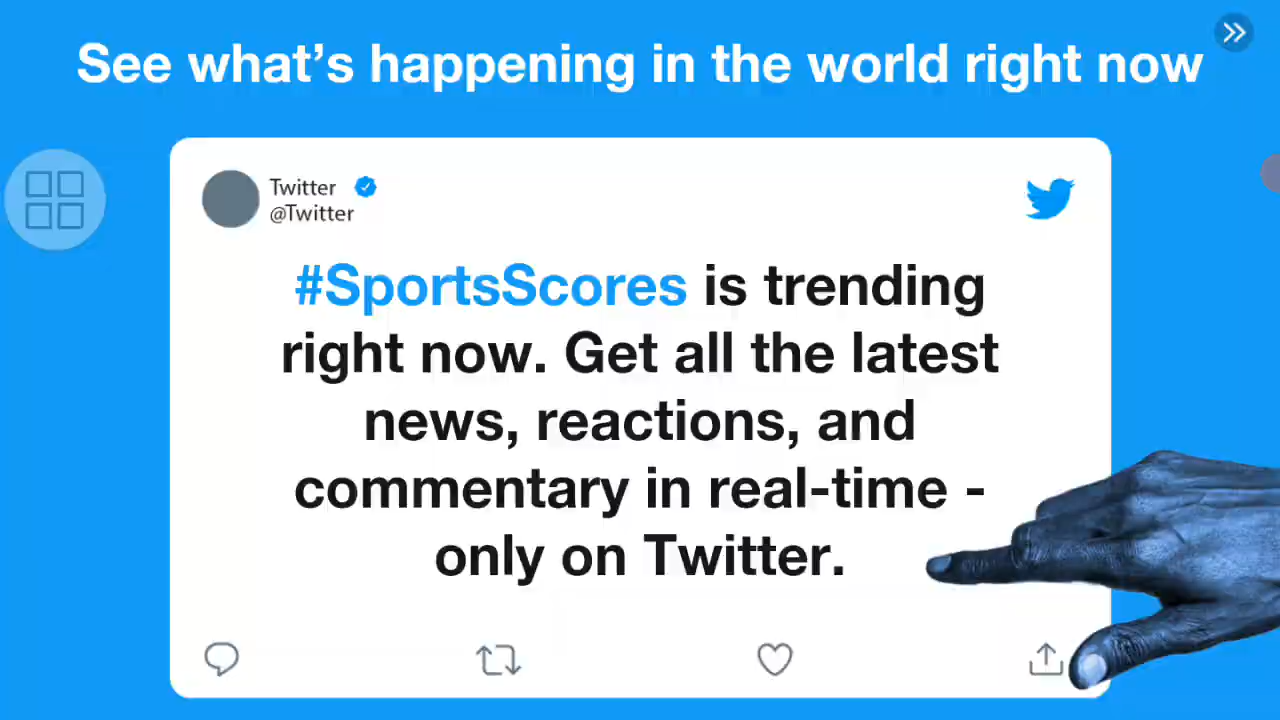 See what’s happening in the world right now
Twitter
@Twitter
#SportsScores is trending
right now. Get all the latest
news, reactions, and
commentary in real-time -
only on Twitter.